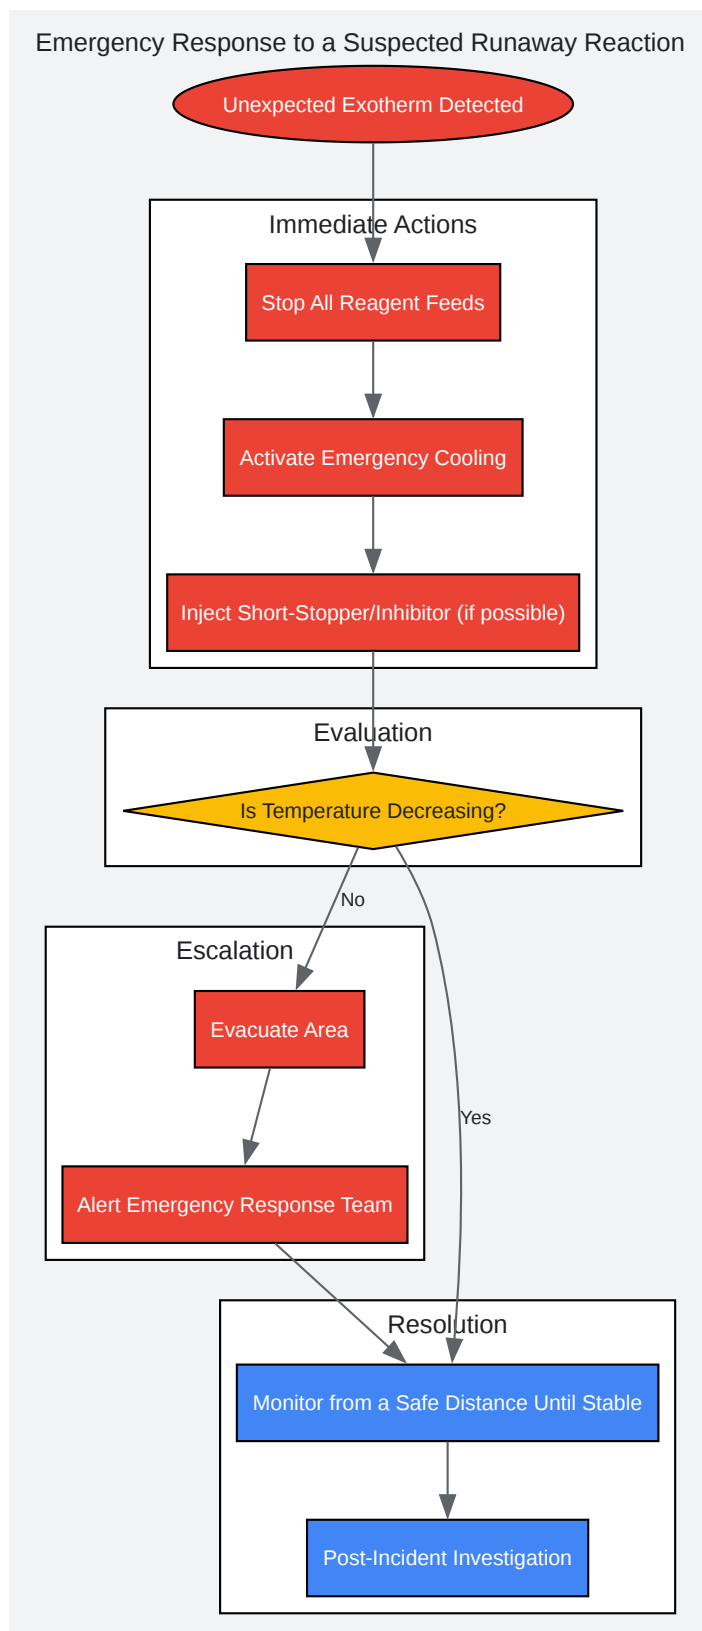 Emergency Response to a Suspected Runaway Reaction
Unexpected Exotherm Detected
Immediate Actions
Stop All Reagent Feeds
Activate Emergency Cooling
Inject Short-Stopper/Inhibitor (if possible)
Evaluation
Is Temperature Decreasing?
No
Escalation
Evacuate Area
Yes
Alert Emergency Response Team
Resolution
Monitor from a Safe Distance Until Stable
Post-Incident Investigation